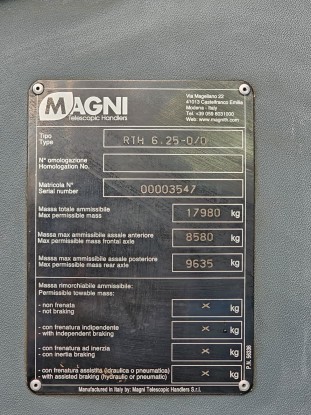 MAGNI
Telescopic Handlers
Via Magellano 22
41013 Castelfranco Emilia
Modena - Italy
Tel. +39 059 8031000
Web: www.magnith.com
Tipo
Type
RTH 6.25-D/D
N° omologazione
Homologation No.
Matricola N°
Serial number
00003547
Massa totale ammissibile
Max permissible mass
17980 kg
Massa max ammissibile assale anteriore
Max permissible mass frontal axle
8580 kg
Massa max ammissibile assale posteriore
Max permissible mass rear axle
9635 kg
Massa rimorchiabile ammissibile:
Permissible towable mass:
- non frenata
- not braking
× kg
- con frenatura indipendente
- with independent braking
× kg
- con frenatura ad inerzia
- con inertia braking
× kg
- con frenatura assistita (idraulica o pneumatica)
- with assisted braking (hydraulic or pneumatic)
× kg
Manufactured in Italy by: Magni Telescopic Handlers S.r.l.